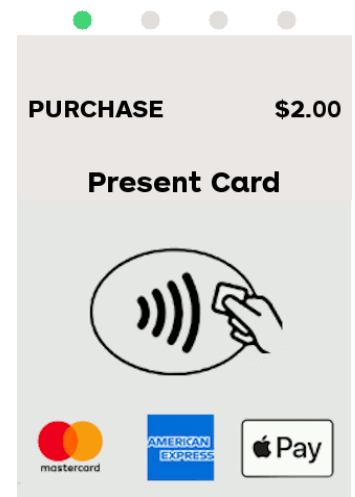 PURCHASE $2.00
Present Card
mastercard
AMERICAN
EXPRESS
Pay